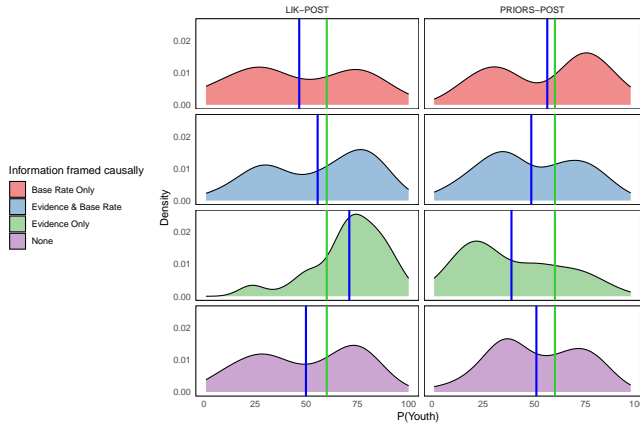 LIK−POST
PRIORS−POST
Information framed causally
Base Rate Only
Evidence & Base Rate
Evidence Only
None
Density
0.02
0.01
0.00
0.02
0.01
0.00
0.02
0.01
0.00
0.02
0.01
0.00
0 25 50 75 100
0 25 50 75 100
P(Youth)